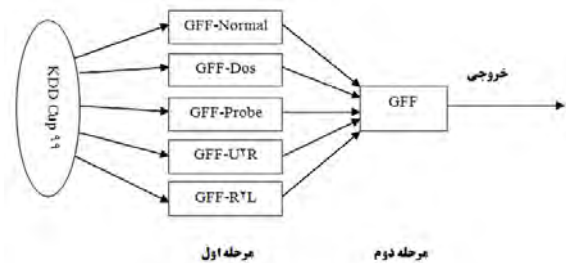 KDD Cup ۹۹
GFF-Normal
GFF-Dos
GFF-Probe
GFF-U۲R
GFF-R۲L
GFF
خروجی
مرحله اول
مرحله دوم